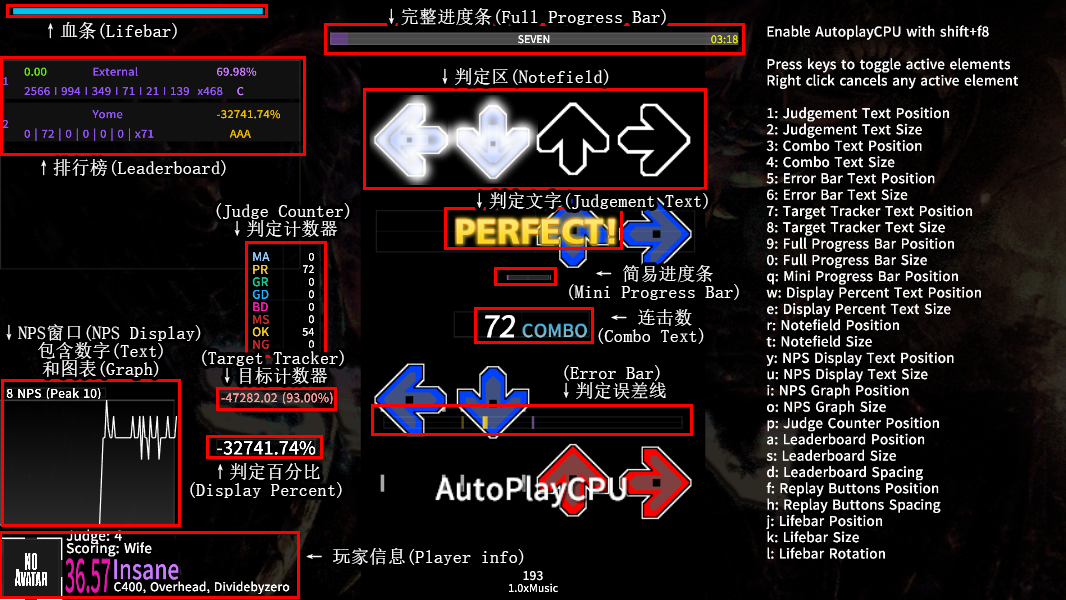 ↑血条(Lifebar)
↓完整进度条(Full Progress Bar)
SEVEN
03:18
↓判定区(Notefield)
1
0.00 External 69.98%
2566 | 994 | 349 | 71 | 21 | 139 x468 C
2
Yome -32741.74%
0 | 72 | 0 | 0 | 0 | 0 | x71 AAA
↑排行榜(Leaderboard)
(Judge Counter)
↓判定计数器
MA 0
PR 72
GR 0
GD 0
BD 0
MS 0
OK 54
NG 0
↓判定文字(Judgement Text)
PERFECT!
← 简易进度条
(Mini Progress Bar)
72 COMBO
← 连击数
(Combo Text)
↓NPS窗口(NPS Display)
包含数字(Text)
和图表(Graph)
8 NPS (Peak 10)
(Target Tracker)
↓目标计数器
-47282.02 (93.00%)
-32741.74%
↑判定百分比
(Display Percent)
(Error Bar)
↓判定误差线
AutoPlayCPU
Judge: 4
Scoring: Wife
NO
AVATAR
36.57 Insane
C400, Overhead, Dividebyzero
← 玩家信息(Player info)
193
1.0xMusic
Enable AutoplayCPU with shift+f8
Press keys to toggle active elements
Right click cancels any active element
1: Judgement Text Position
2: Judgement Text Size
3: Combo Text Position
4: Combo Text Size
5: Error Bar Text Position
6: Error Bar Text Size
7: Target Tracker Text Position
8: Target Tracker Text Size
9: Full Progress Bar Position
0: Full Progress Bar Size
q: Mini Progress Bar Position
w: Display Percent Text Position
e: Display Percent Text Size
r: Notefield Position
t: Notefield Size
y: NPS Display Text Position
u: NPS Display Text Size
i: NPS Graph Position
o: NPS Graph Size
p: Judge Counter Position
a: Leaderboard Position
s: Leaderboard Size
d: Leaderboard Spacing
f: Replay Buttons Position
h: Replay Buttons Spacing
j: Lifebar Position
k: Lifebar Size
l: Lifebar Rotation